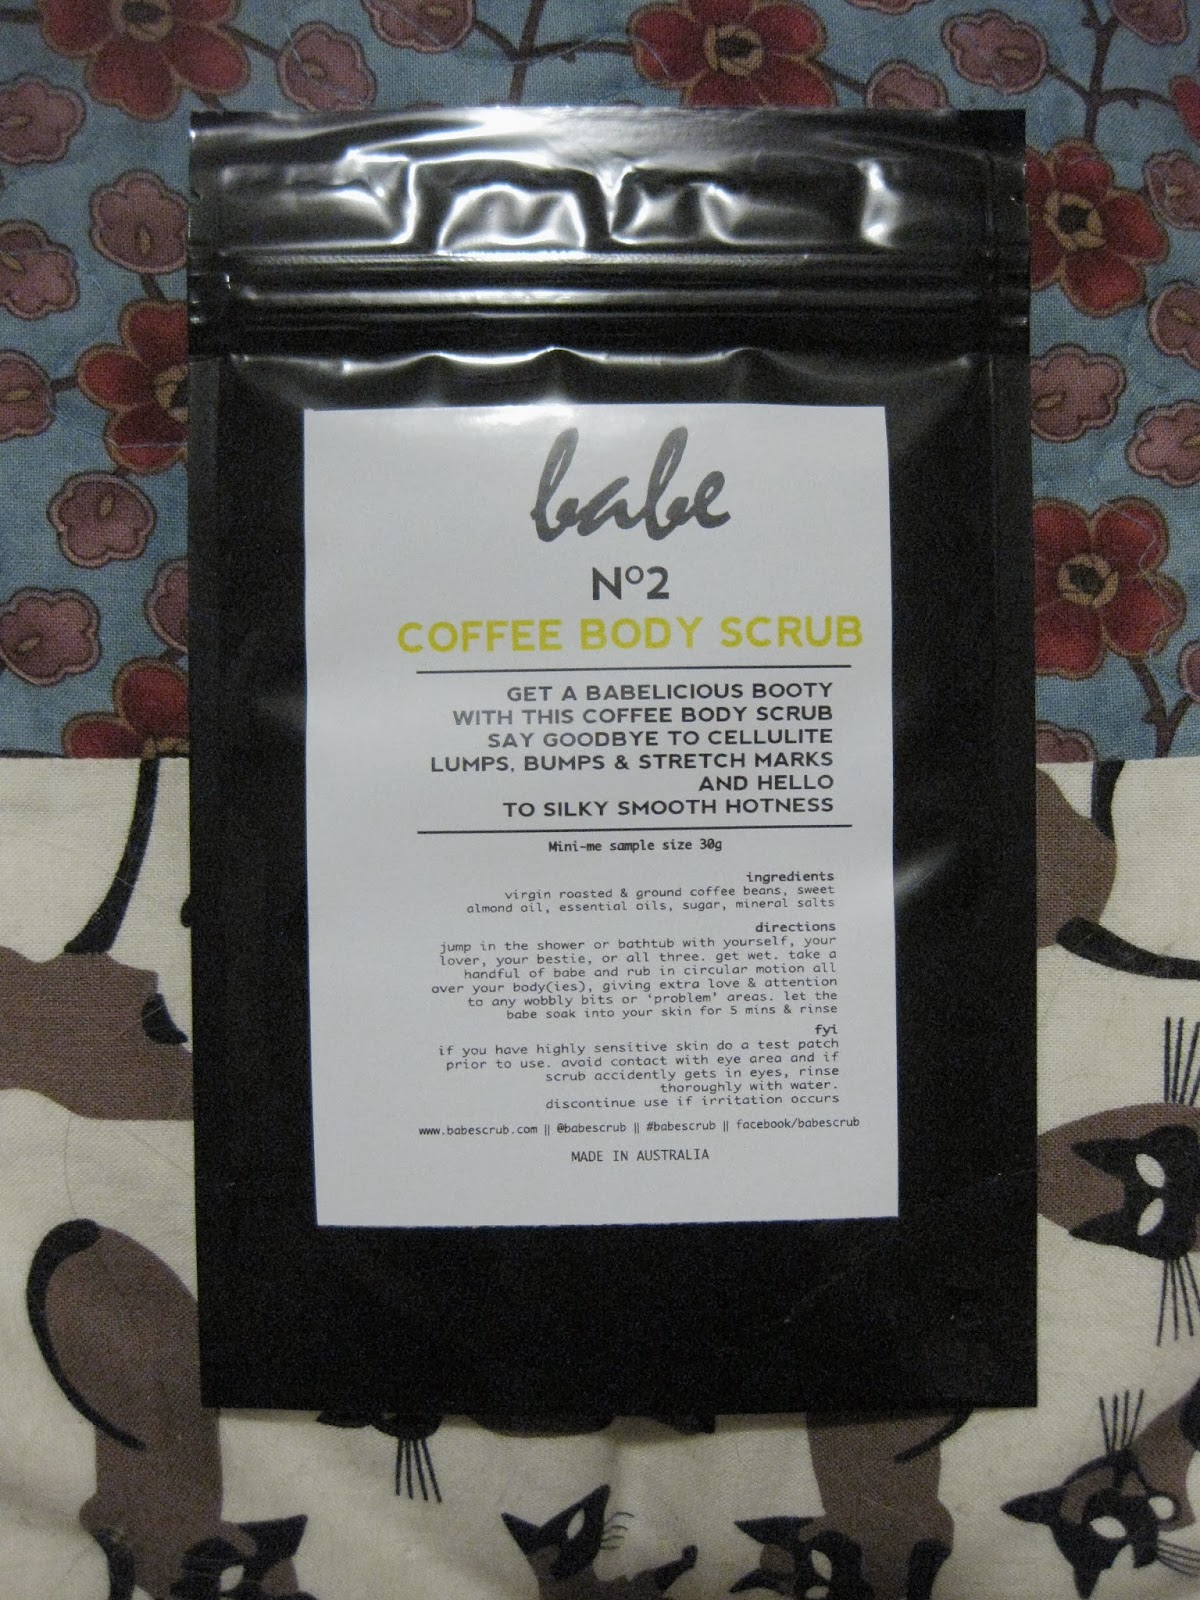 babe
Nº2
COFFEE BODY SCRUB
GET A BABELICIOUS BOOTY
WITH THIS COFFEE BODY SCRUB
SAY GOODBYE TO CELLULITE
LUMPS, BUMPS & STRETCH MARKS
AND HELLO
TO SILKY SMOOTH HOTNESS
Mini-me sample size 30g
ingredients
virgin roasted & ground coffee beans, sweet
almond oil, essential oils, sugar, mineral salts
directions
jump in the shower or bathtub with yourself, your
lover, your bestie, or all three. get wet. take a
handful of babe and rub in circular motion all
over your body(ies), giving extra love & attention
to any wobbly bits or ‘problem’ areas. let the
babe soak into your skin for 5 mins & rinse
fyi
if you have highly sensitive skin do a test patch
prior to use. avoid contact with eye area and if
scrub accidently gets in eyes, rinse
thoroughly with water.
discontinue use if irritation occurs
www.babescrub.com || @babescrub || #babescrub || facebook/babescrub
MADE IN AUSTRALIA